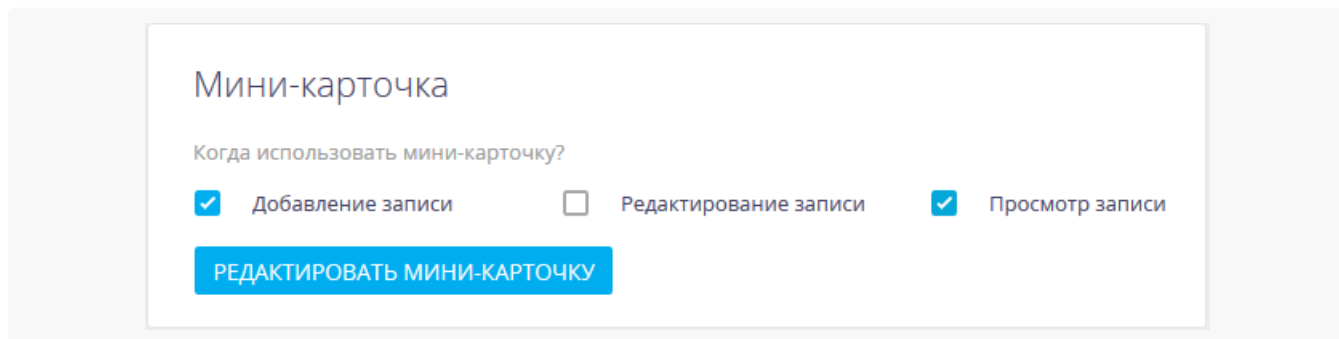 Мини-карточка
Когда использовать мини-карточку?
Добавление записи Редактирование записи Просмотр записи
РЕДАКТИРОВАТЬ МИНИ-КАРТОЧКУ